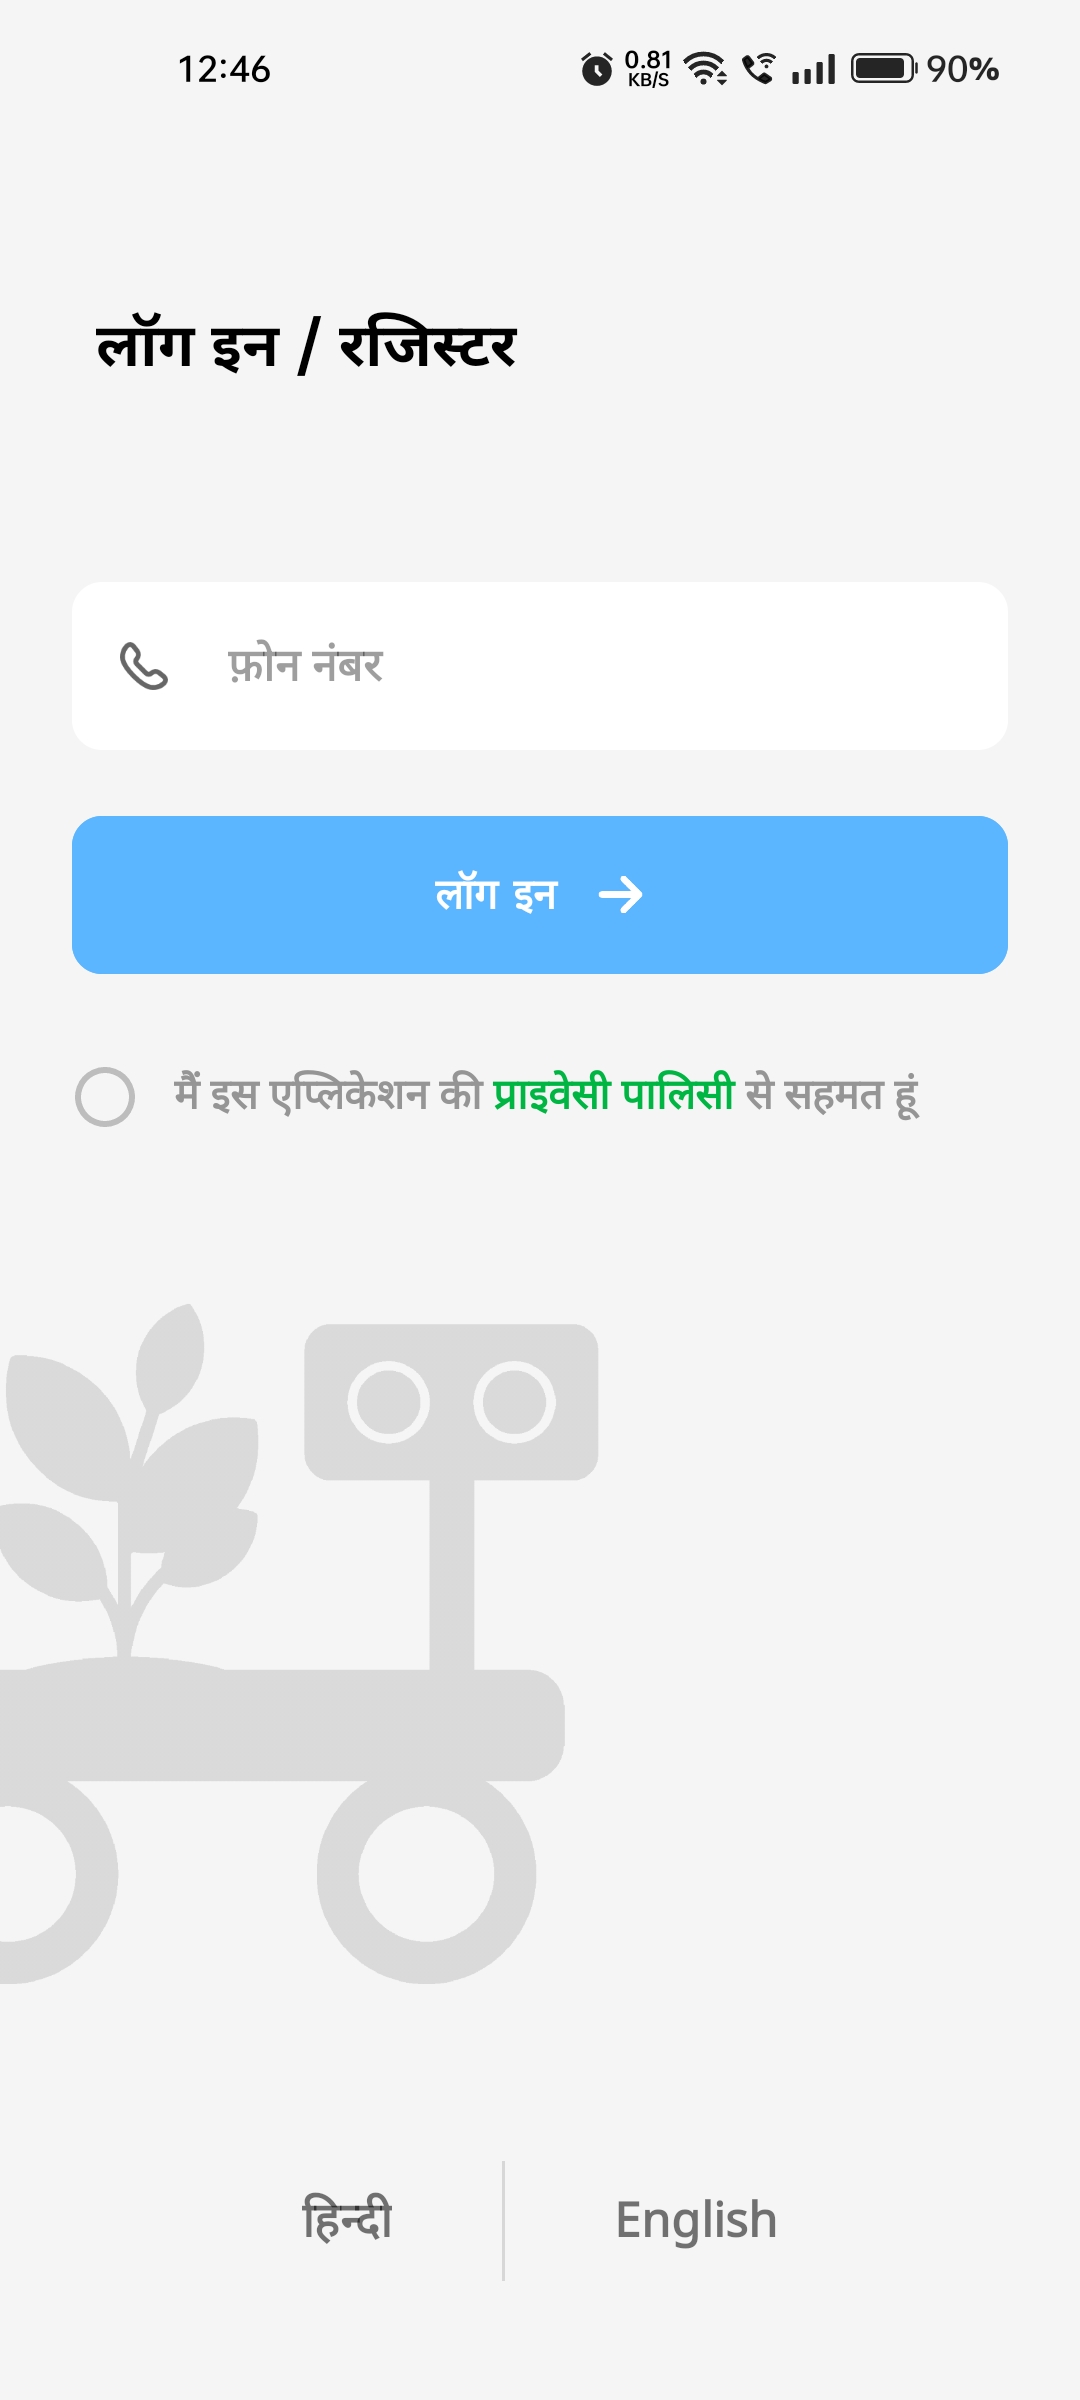 12:46 0.81 KB/S 90%
लॉग इन / रजिस्टर
फ़ोन नंबर
लॉग इन
मैं इस एप्लिकेशन की प्राइवेसी पालिसी से सहमत हूं
हिन्दी English